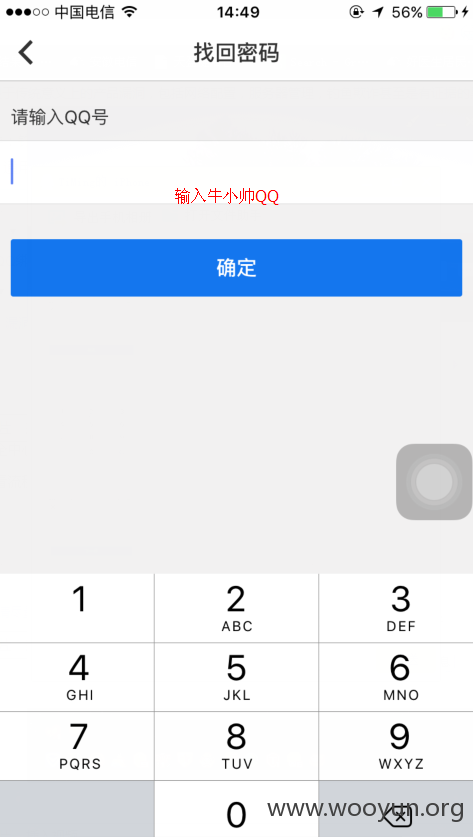 中国电信 14:49 56%
找回密码
请输入QQ号
输入牛小帅QQ
确定
1 2 3
ABC DEF
4 5 6
GHI JKL MNO
7 8 9
PQRS TUV WXYZ
0
www.wooyun.org